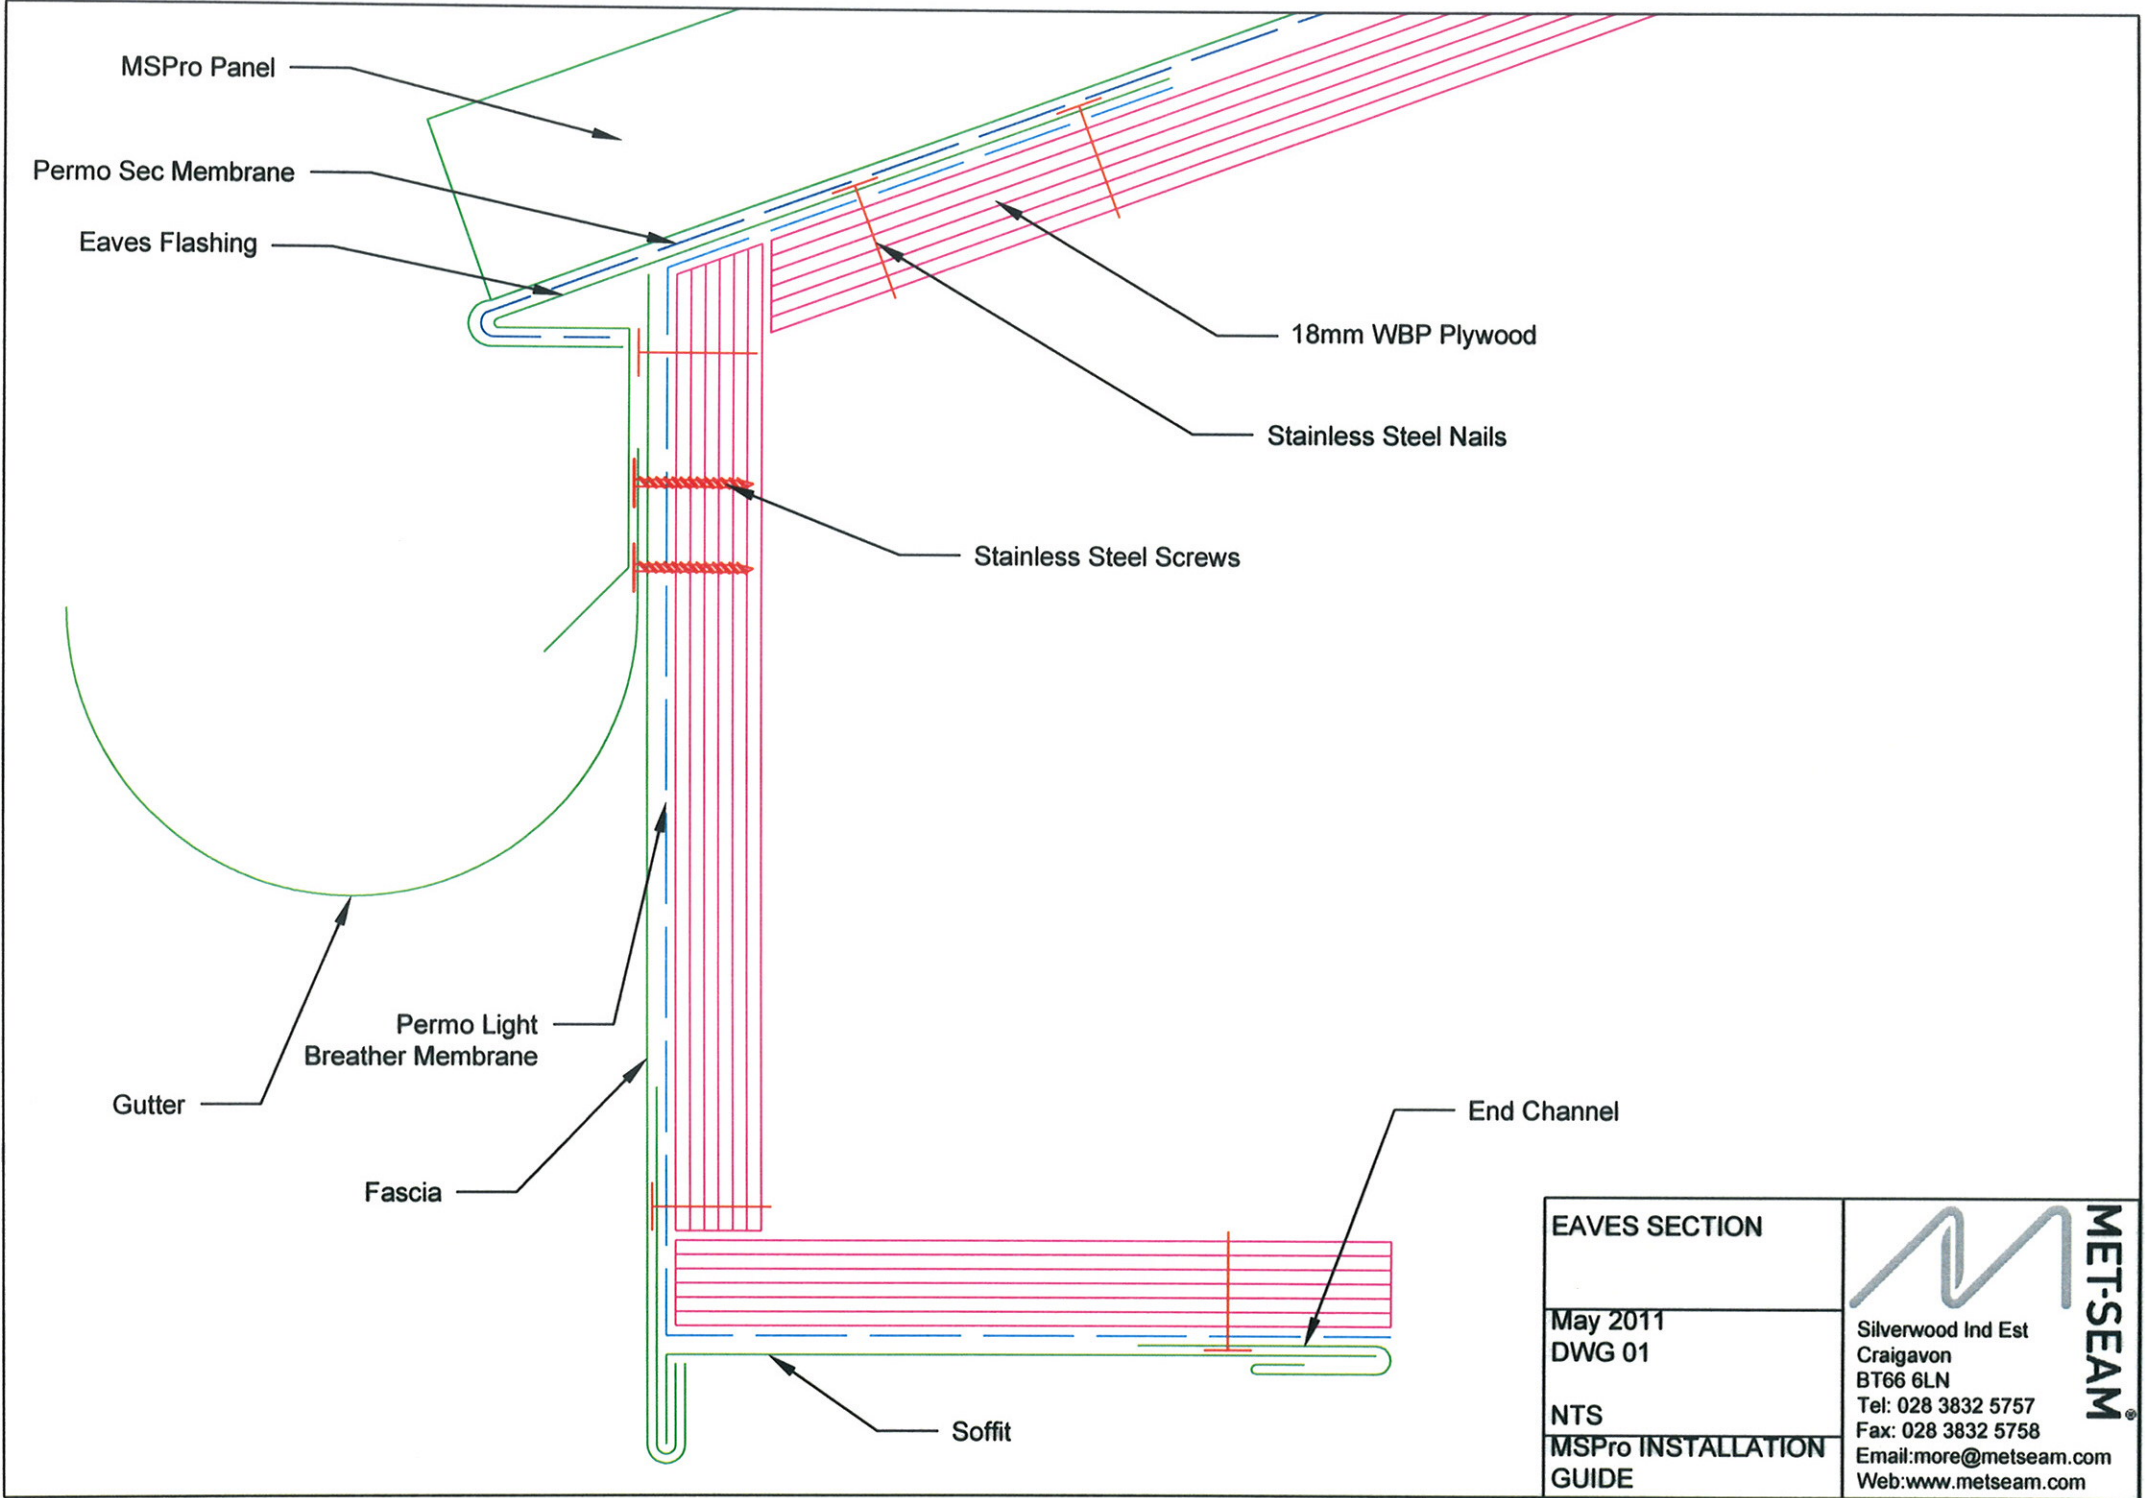 MSPro Panel
Permo Sec Membrane
Eaves Flashing
18mm WBP Plywood
Stainless Steel Nails
Stainless Steel Screws
Permo Light
Breather Membrane
Gutter
Fascia
End Channel
Soffit
EAVES SECTION
May 2011
DWG 01
NTS
MSPro INSTALLATION
GUIDE
MET-SEAM®
Silverwood Ind Est
Craigavon
BT66 6LN
Tel: 028 3832 5757
Fax: 028 3832 5758
Email:more@metseam.com
Web:www.metseam.com